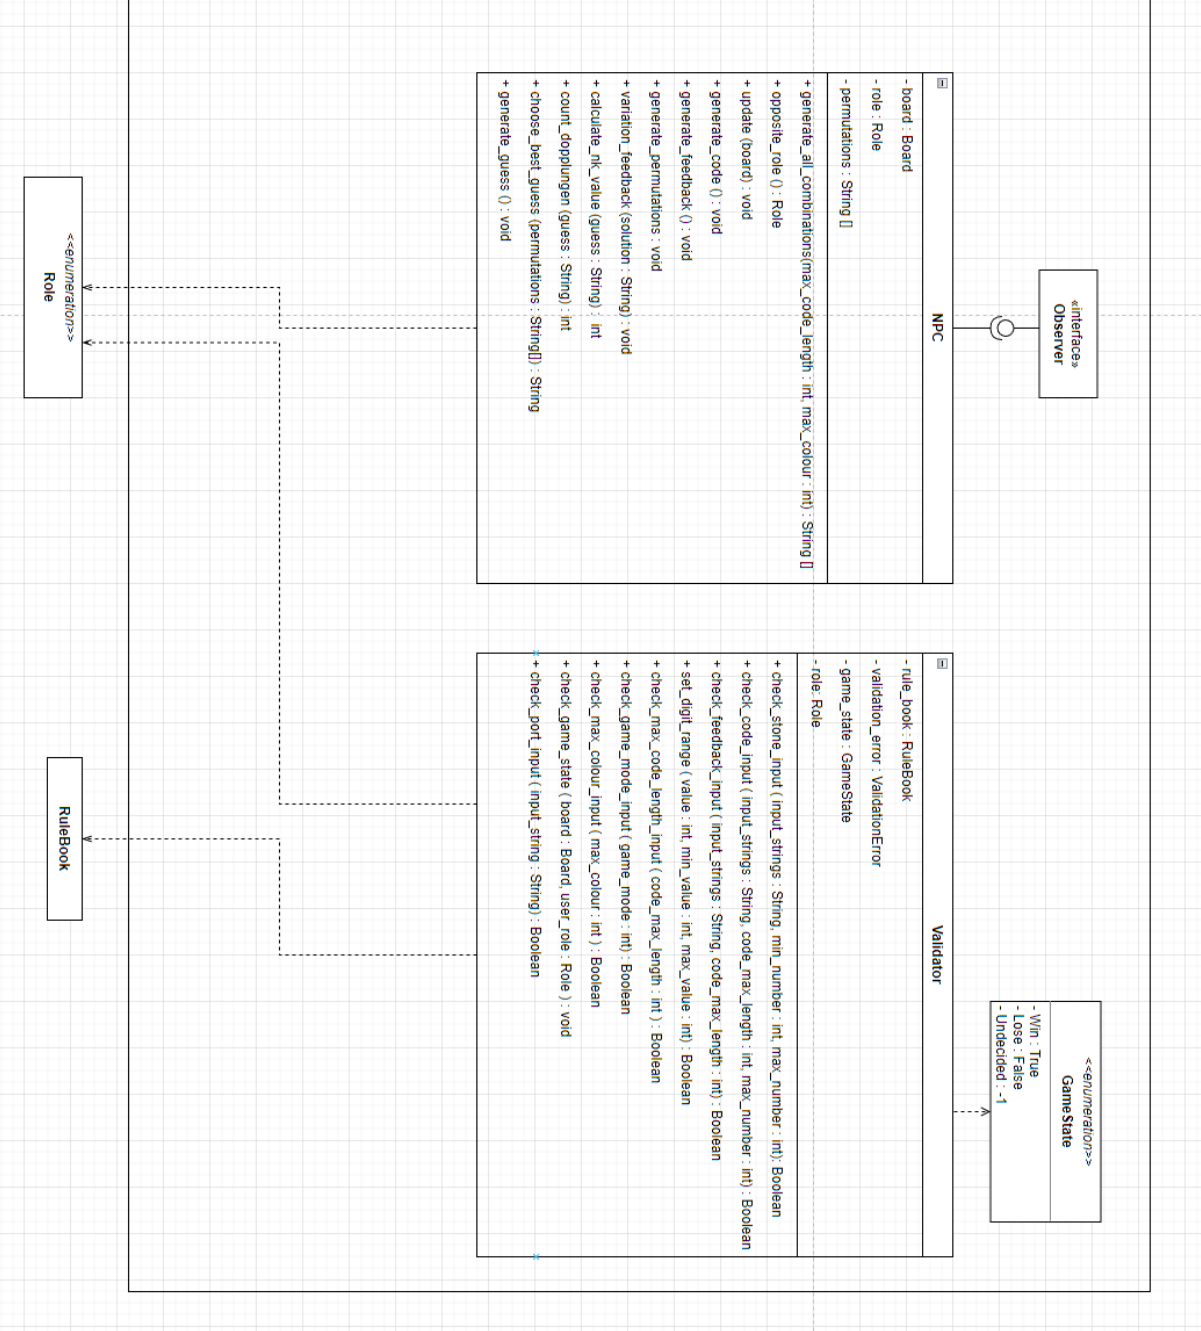 «interface»
Observer
NPC
- board : Board
- role : Role
- permutations : String []
+ generate_all_combinations(max_code_length : int, max_colour : int) : String []
+ opposite_role () : Role
+ update (board) : void
+ generate_code () : void
+ generate_feedback () : void
+ generate_permutations : void
+ variation_feedback (solution : String) : void
+ calculate_nk_value (guess : String) : int
+ count_dopplungen (guess : String) : int
+ choose_best_guess (permutations : String[]) : String
+ generate_guess () : void
<<enumeration>>
Role
<<enumeration>>
GameState
- Win : True
- Lose : False
- Undecided : -1
Validator
- rule_book : RuleBook
- validation_error : ValidationError
- game_state : GameState
- role: Role
+ check_stone_input ( input_strings : String, min_number : int, max_number : int): Boolean
+ check_code_input ( input_strings : String, code_max_length : int, max_number : int) : Boolean
+ check_feedback_input ( input_strings : String, code_max_length : int) : Boolean
+ set_digit_range ( value : int, min_value : int, max_value : int) : Boolean
+ check_max_code_length_input ( code_max_length : int ) : Boolean
+ check_game_mode_input ( game_mode : int) : Boolean
+ check_max_colour_input ( max_colour : int ) : Boolean
+ check_game_state ( board : Board, user_role : Role ) : void
+ check_port_input ( input_string : String) : Boolean
RuleBook